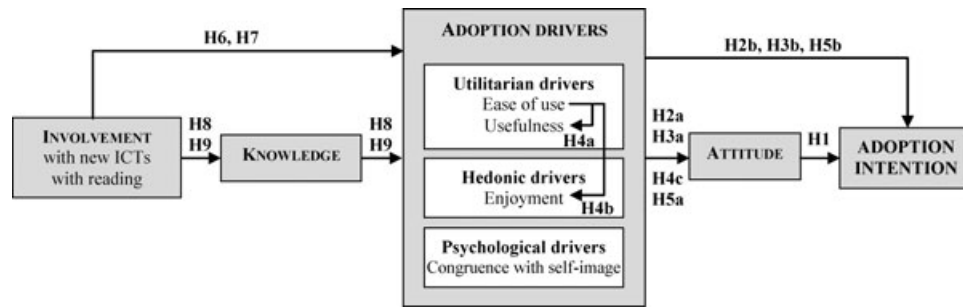 ADOPTION DRIVERS
H6, H7
H2b, H3b, H5b
Utilitarian drivers
Ease of use
Usefulness
H4a
INVOLVEMENT
with new ICTs
with reading
H8
H9
KNOWLEDGE
H8
H9
Hedonic drivers
Enjoyment
H4b
H2a
H3a
H4c
H5a
ATTITUDE
H1
ADOPTION
INTENTION
Psychological drivers
Congruence with self-image